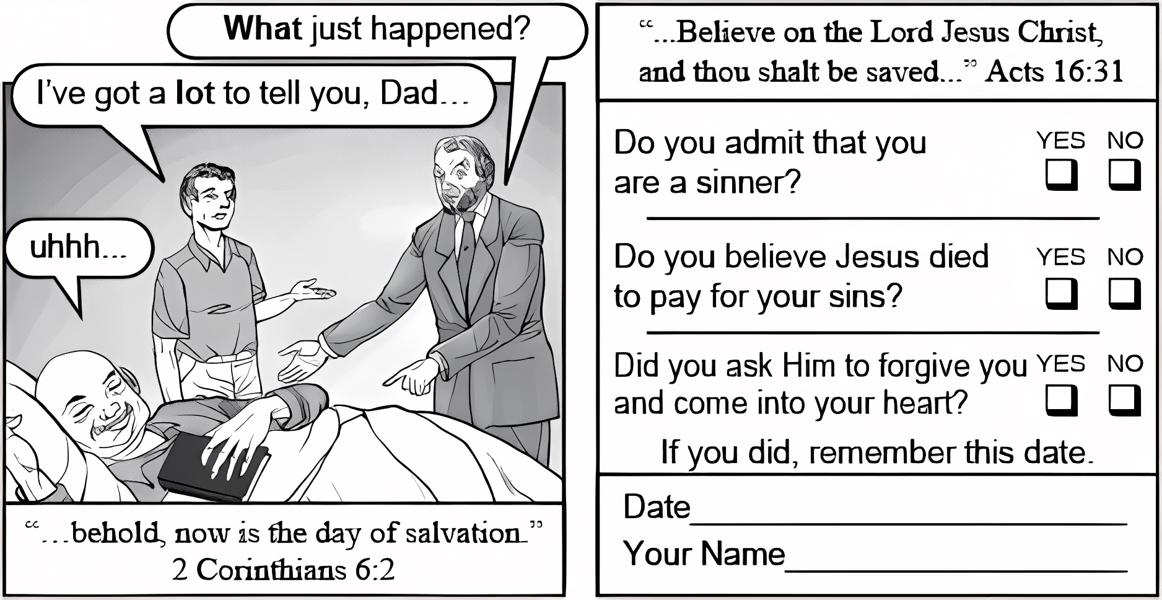 What just happened?
I've got a lot to tell you, Dad...
uhhh...
“...behold, now is the day of salvation.”
2 Corinthians 6:2
“...Believe on the Lord Jesus Christ,
and thou shalt be saved...” Acts 16:31
Do you admit that you
are a sinner?
YES NO
Do you believe Jesus died
to pay for your sins?
YES NO
Did you ask Him to forgive you
and come into your heart?
YES NO
If you did, remember this date.
Date
Your Name